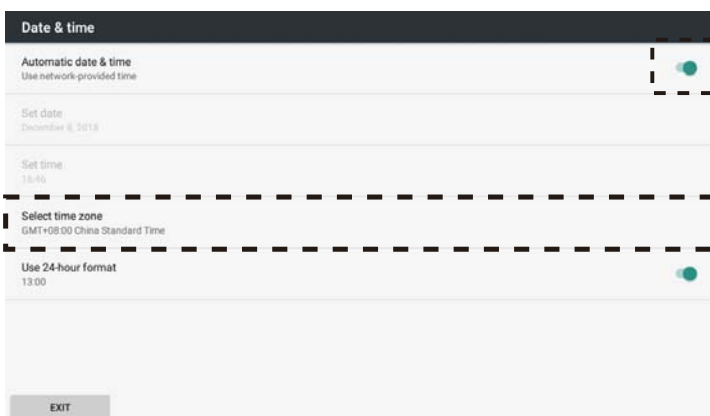 Date & time
Automatic date & time
Use network-provided time
Set date
December 8, 2018
Set time
18:46
Select time zone
GMT+08:00 China Standard Time
Use 24-hour format
13:00
EXIT